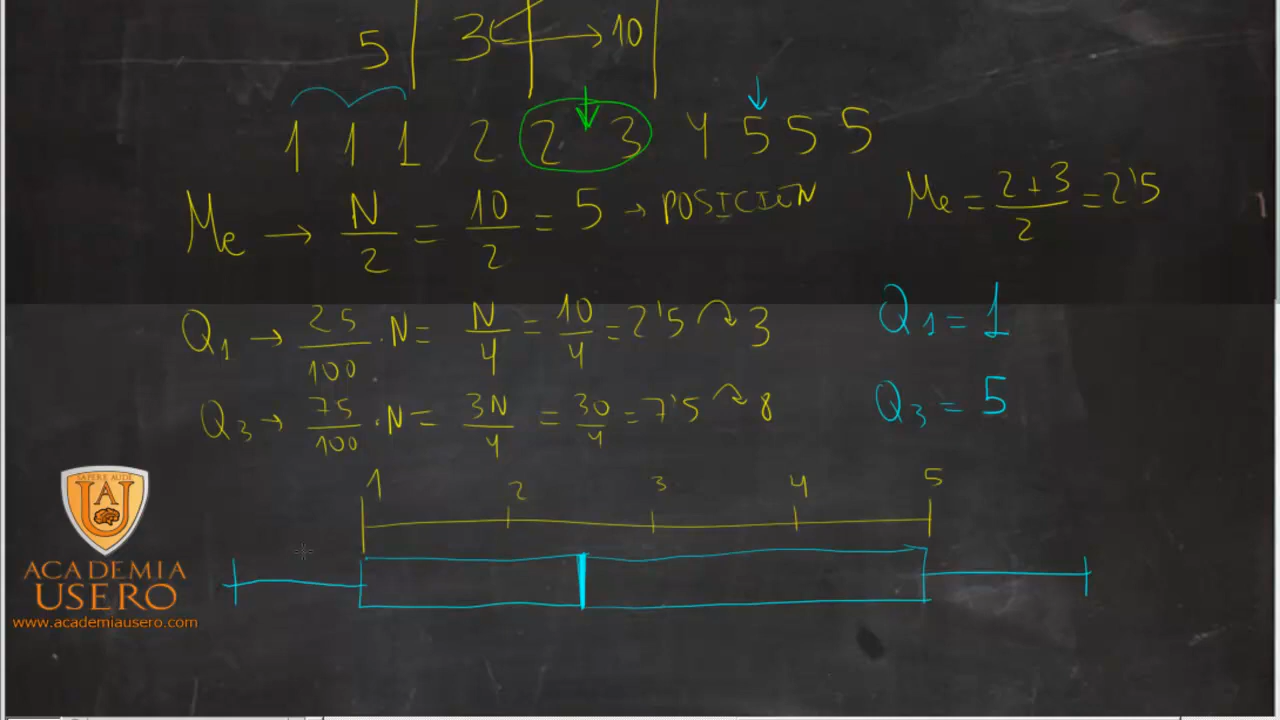 5 | 3 | → 10 |
1 1 1 2 2 3 4 5 5 5
Me → N/2 = 10/2 = 5 → POSICION
Me = (2+3)/2 = 2'5
Q1 → 25/100 · N = N/4 = 10/4 = 2'5 ↷ 3
Q1 = 1
Q3 → 75/100 · N = 3N/4 = 30/4 = 7'5 ↷ 8
Q3 = 5
1 2 3 4 5
SAPERE AUDE
UA
ACADEMIA
USERO
www.academiausero.com